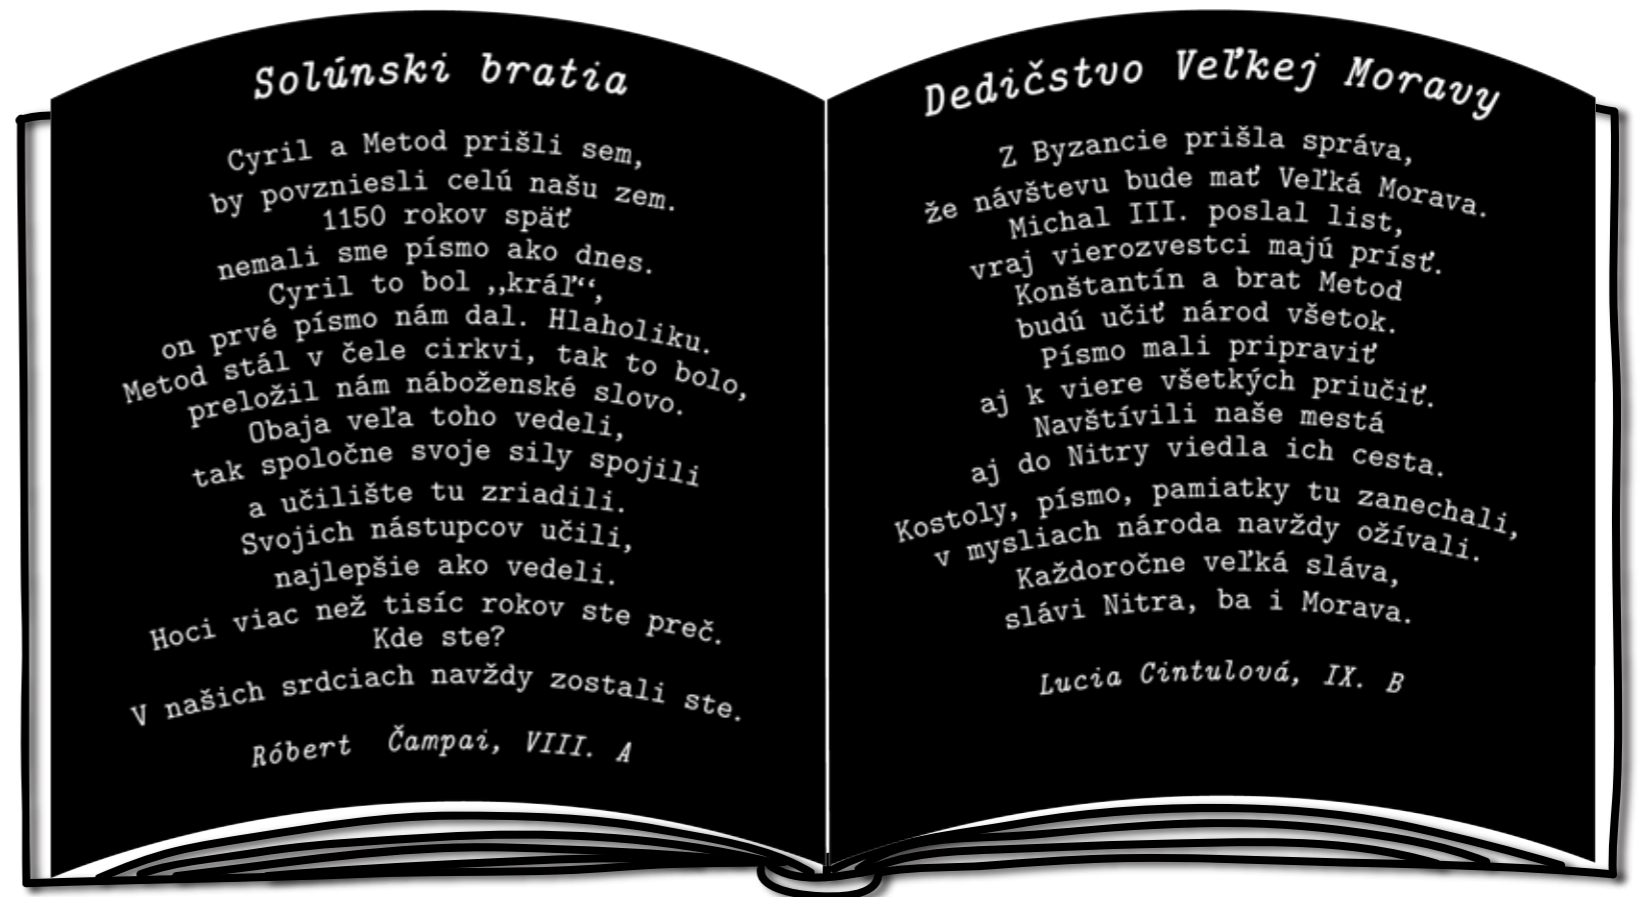 Solúnski bratia
Cyril a Metod prišli sem,
by povzniesli celú našu zem.
1150 rokov späť
nemali sme písmo ako dnes.
Cyril to bol „kráľ“,
on prvé písmo nám dal. Hlaholiku.
Metod stál v čele cirkvi, tak to bolo,
preložil nám náboženské slovo.
Obaja veľa toho vedeli,
tak spoločne svoje sily spojili
a učilište tu zriadili.
Svojich nástupcov učili,
najlepšie ako vedeli.
Hoci viac než tisíc rokov ste preč.
Kde ste?
V našich srdciach navždy zostali ste.
Róbert Čampai, VIII. A
Dedičstvo Veľkej Moravy
Z Byzancie prišla správa,
že návštevu bude mať Veľká Morava.
Michal III. poslal list,
vraj vierozvestci majú prísť.
Konštantín a brat Metod
budú učiť národ všetok.
Písmo mali pripraviť
aj k viere všetkých priučiť.
Navštívili naše mestá
aj do Nitry viedla ich cesta.
Kostoly, písmo, pamiatky tu zanechali,
v mysliach národa navždy ožívali.
Každoročne veľká sláva,
slávi Nitra, ba i Morava.
Lucia Cintulová, IX. B